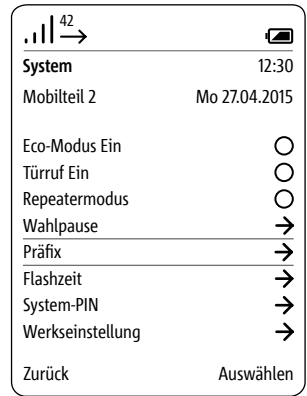 42
System 12:30
Mobilteil 2 Mo 27.04.2015
Eco-Modus Ein
Türruf Ein
Repeatermodus
Wahlpause
Präfix
Flashzeit
System-PIN
Werkseinstellung
Zurück Auswählen